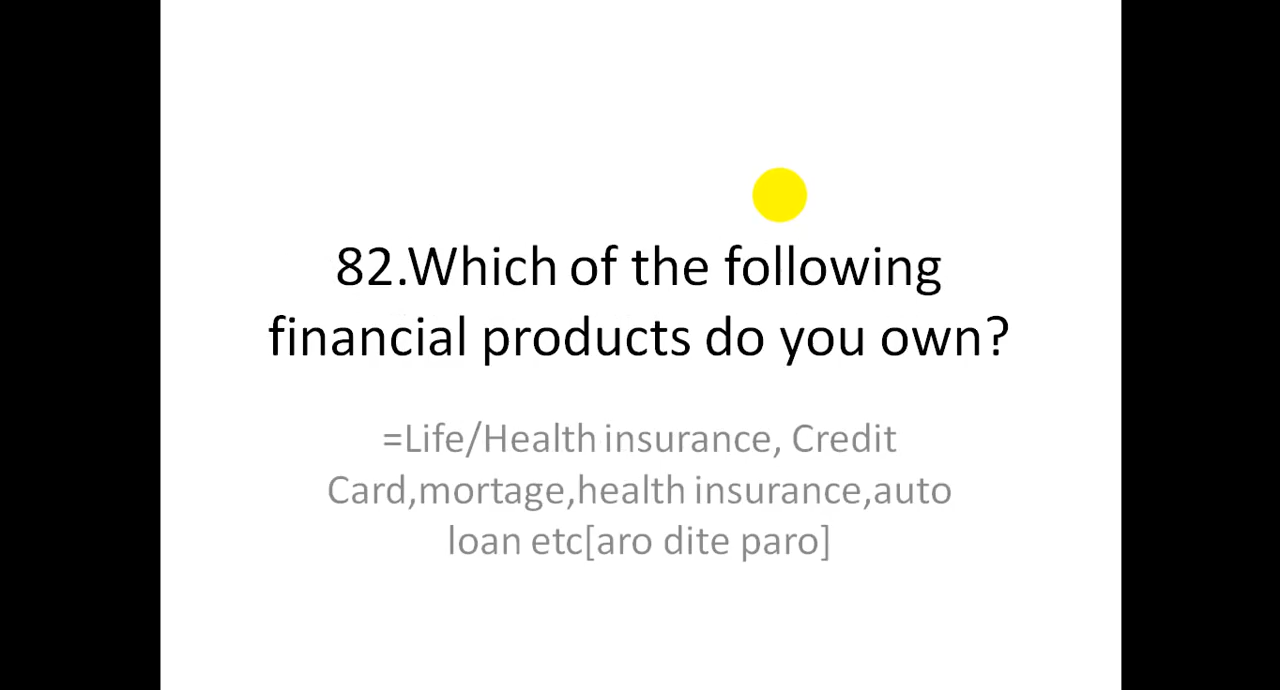 82.Which of the following
financial products do you own?
=Life/Health insurance, Credit
Card,mortage,health insurance,auto
loan etc[aro dite paro]